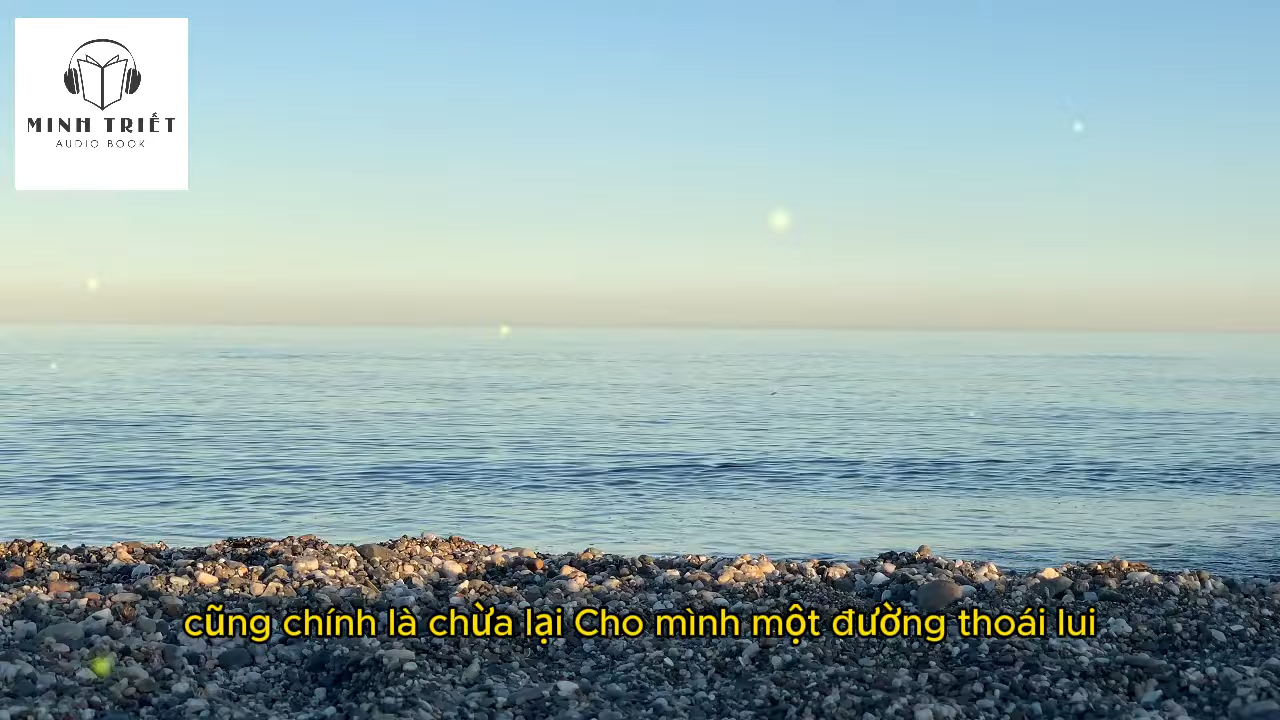 MINH TRIẾT
AUDIO BOOK
cũng chính là chừa lại Cho mình một đường thoái lui